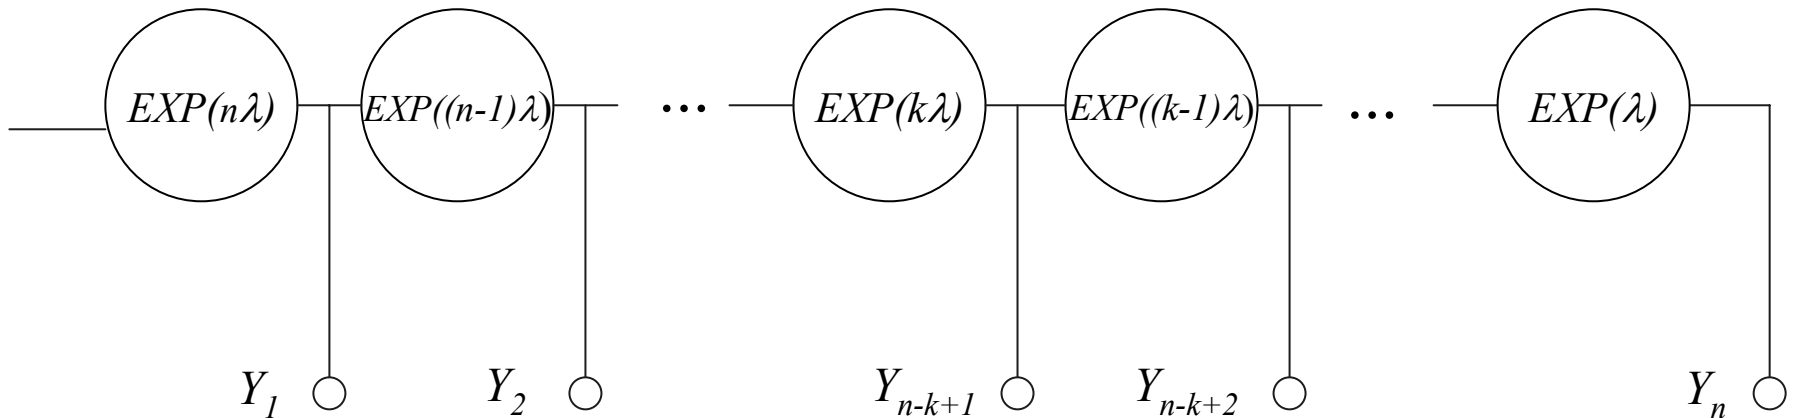 EXP(nλ) EXP((n-1)λ) ... EXP(kλ) EXP((k-1)λ) ... EXP(λ)
Y₁ Y₂ Yₙ₋ₖ₊₁ Yₙ₋ₖ₊₂ Yₙ